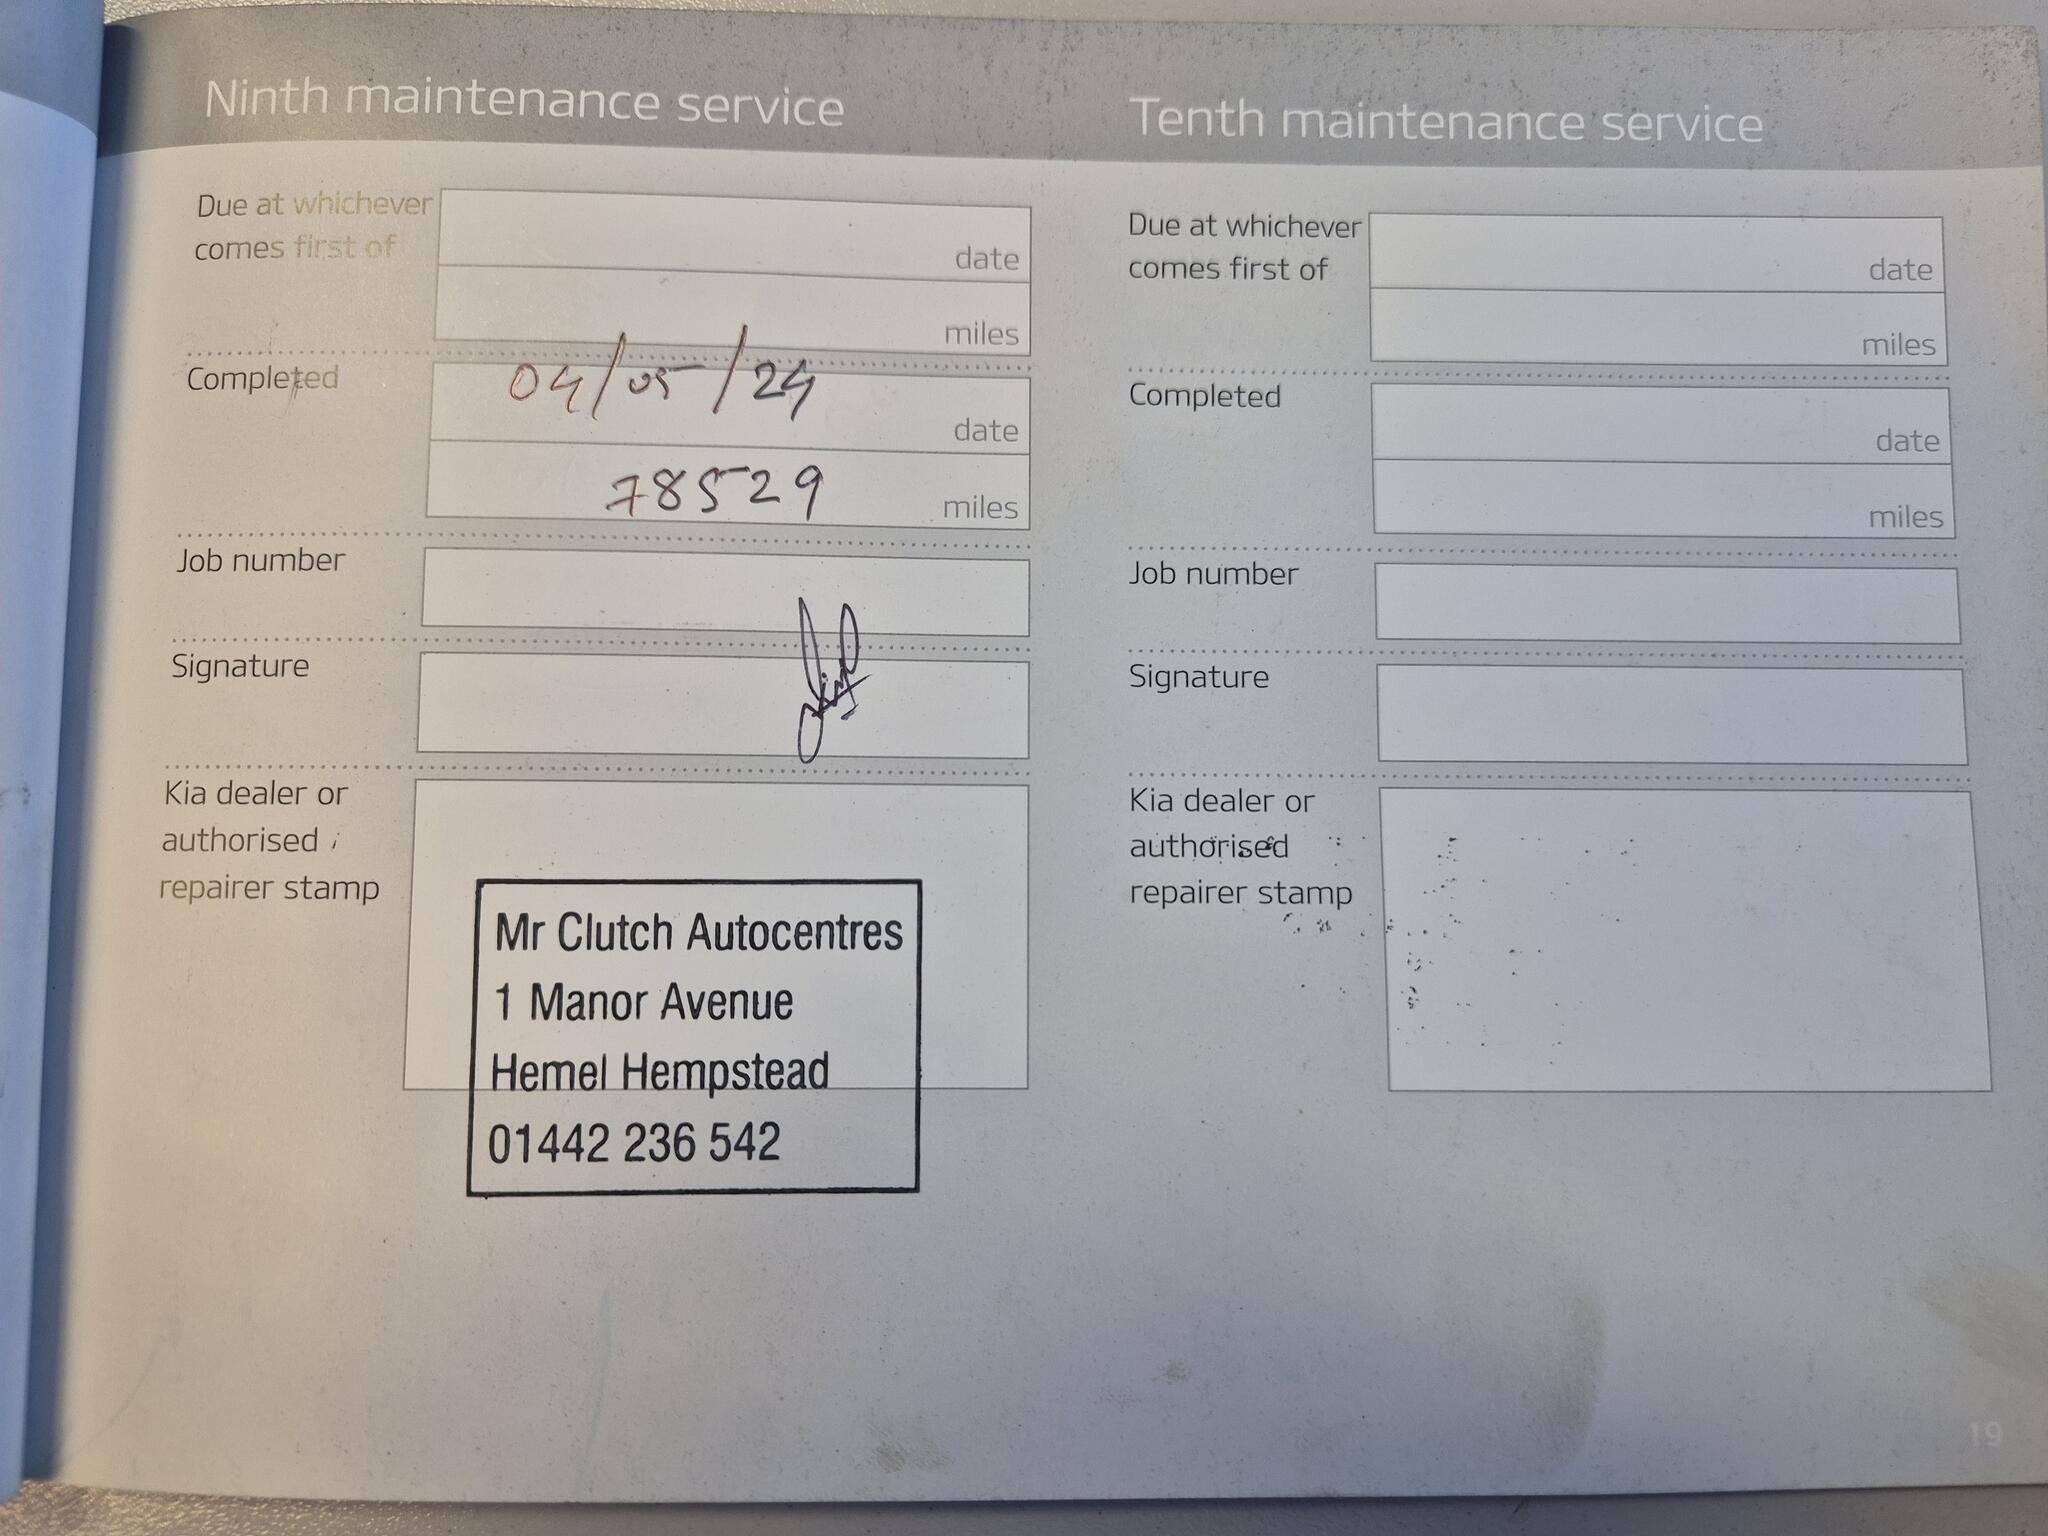 Ninth maintenance service
Due at whichever
comes first of
date
miles
Completed
04/05/24
date
78529
miles
Job number
Signature
Kia dealer or
authorised
repairer stamp
Mr Clutch Autocentres
1 Manor Avenue
Hemel Hempstead
01442 236 542
Tenth maintenance service
Due at whichever
comes first of
date
miles
Completed
date
miles
Job number
Signature
Kia dealer or
authorised
repairer stamp
19